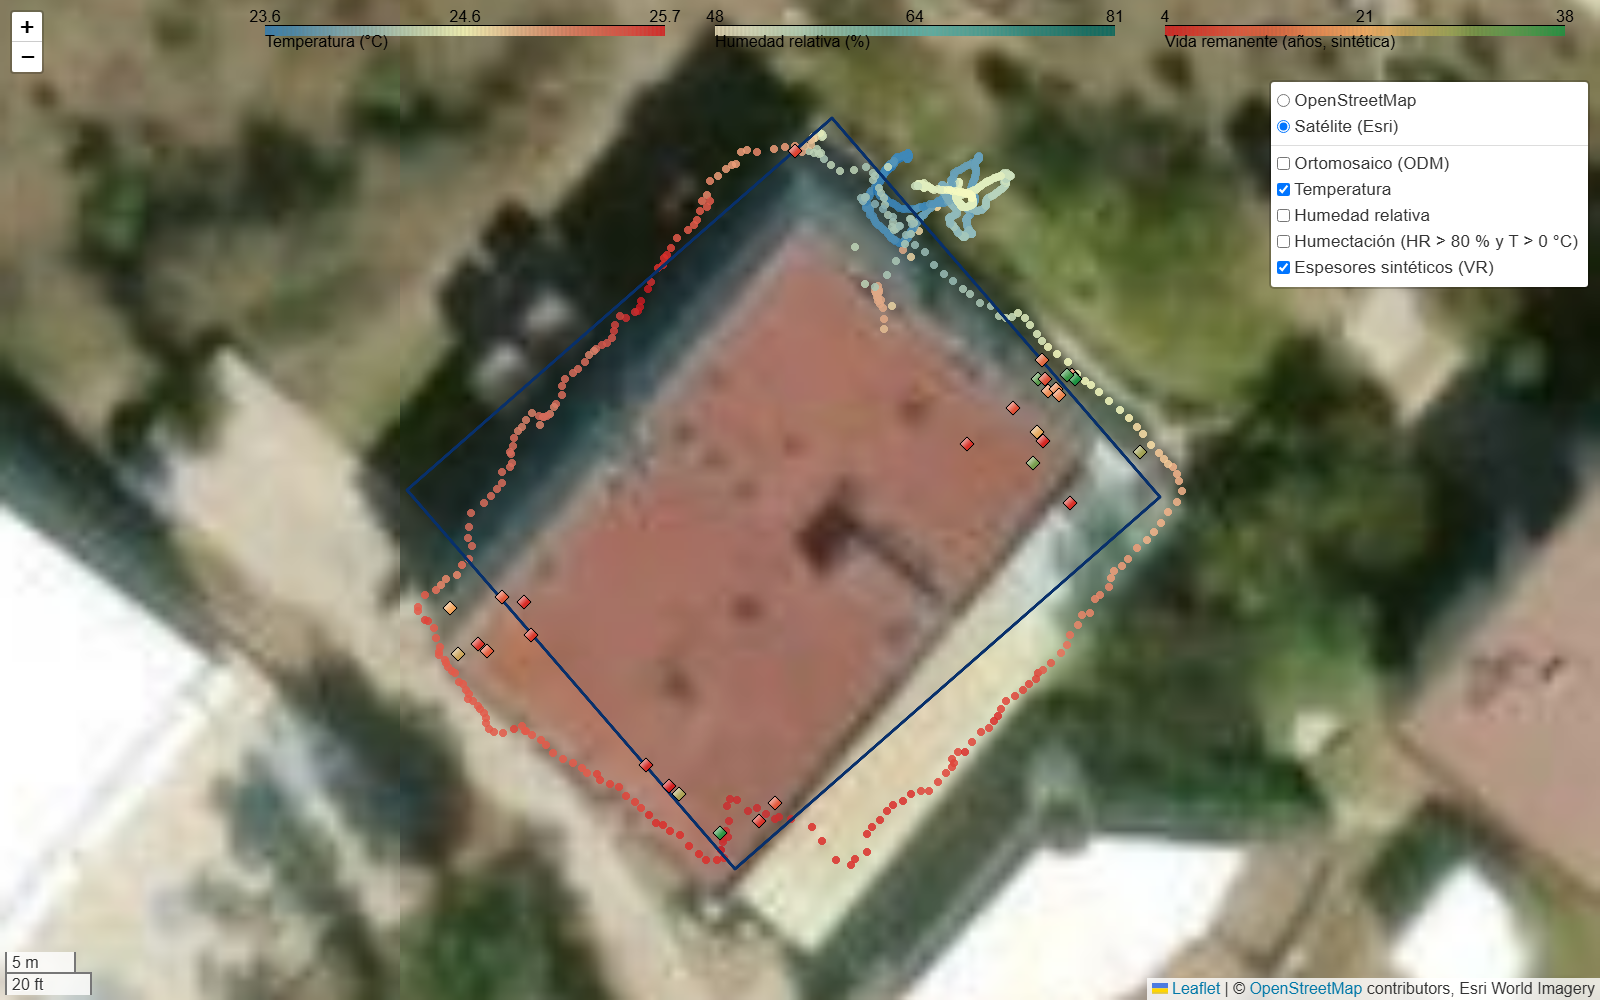 +
−
23.6 24.6 25.7
Temperatura (°C)
48 64 81
Humedad relativa (%)
4 21 38
Vida remanente (años, sintética)
OpenStreetMap
Satélite (Esri)
Ortomosaico (ODM)
Temperatura
Humedad relativa
Humectación (HR > 80 % y T > 0 °C)
Espesores sintéticos (VR)
5 m
20 ft
Leaflet | © OpenStreetMap contributors, Esri World Imagery